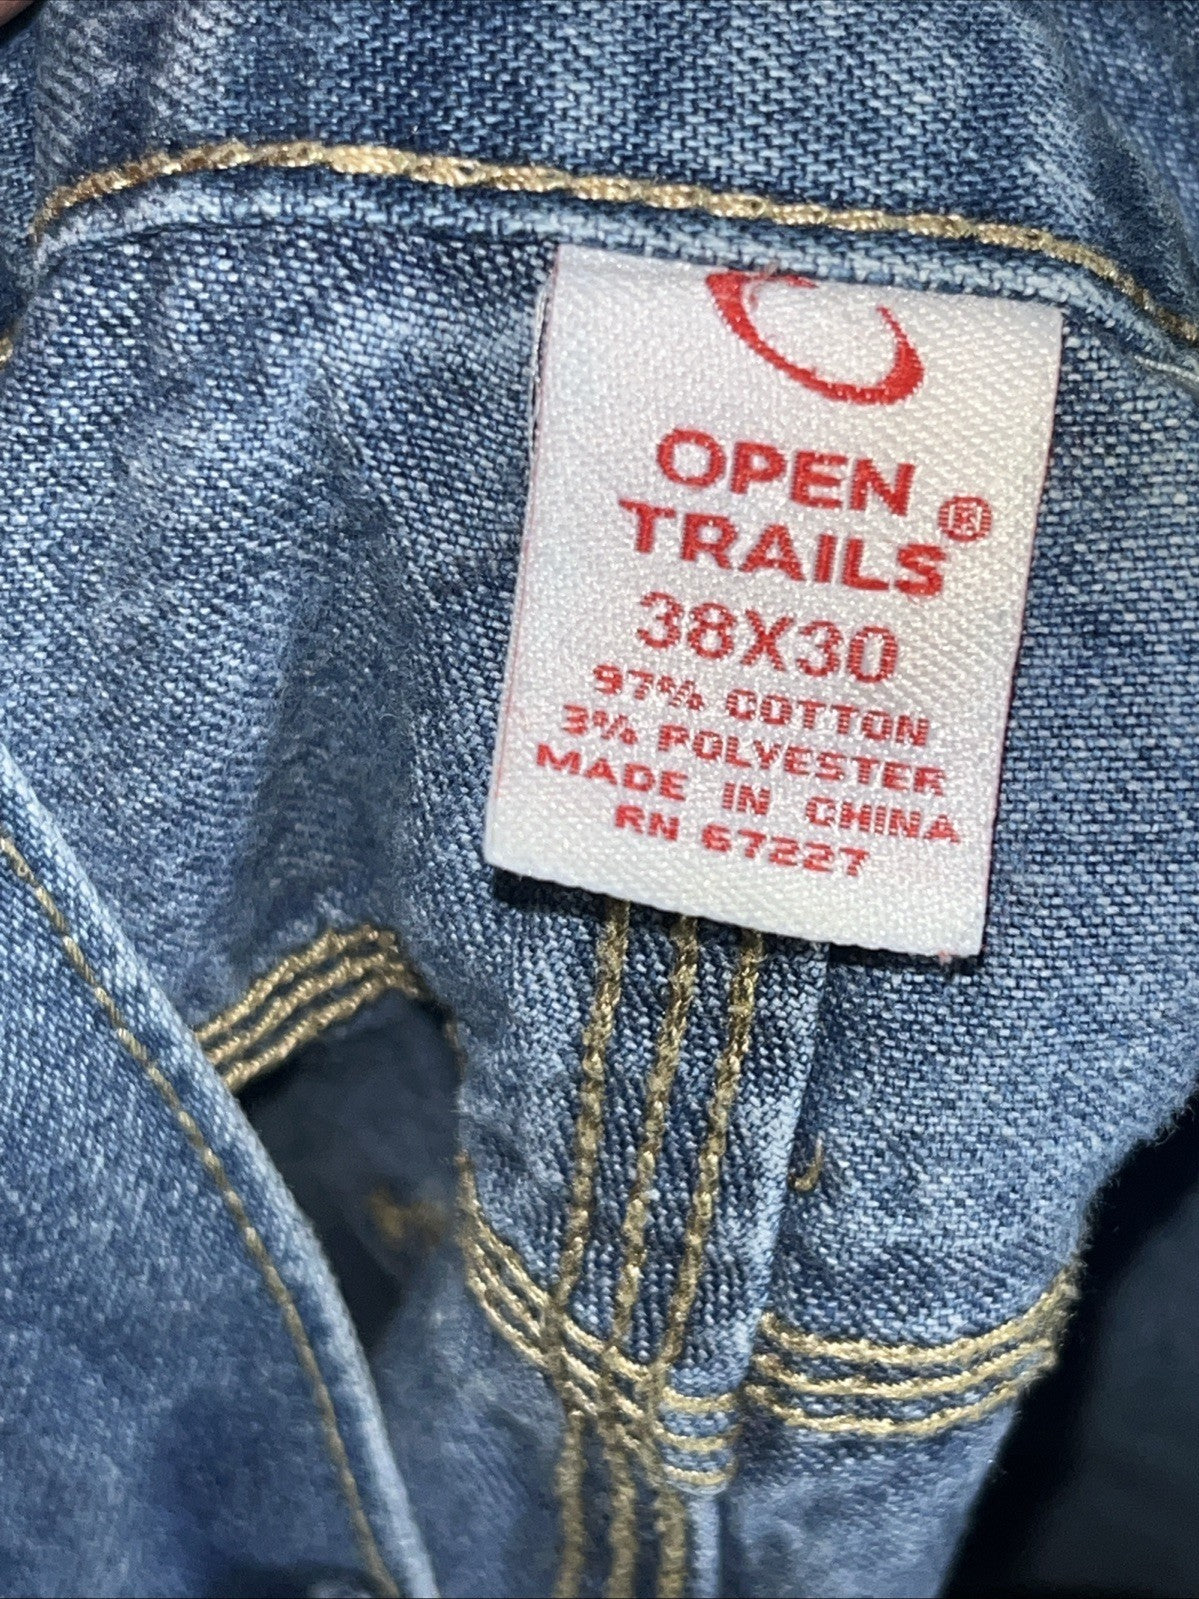 OPEN
TRAILS®
38X30
97% COTTON
3% POLYESTER
MADE IN CHINA
RN 67227